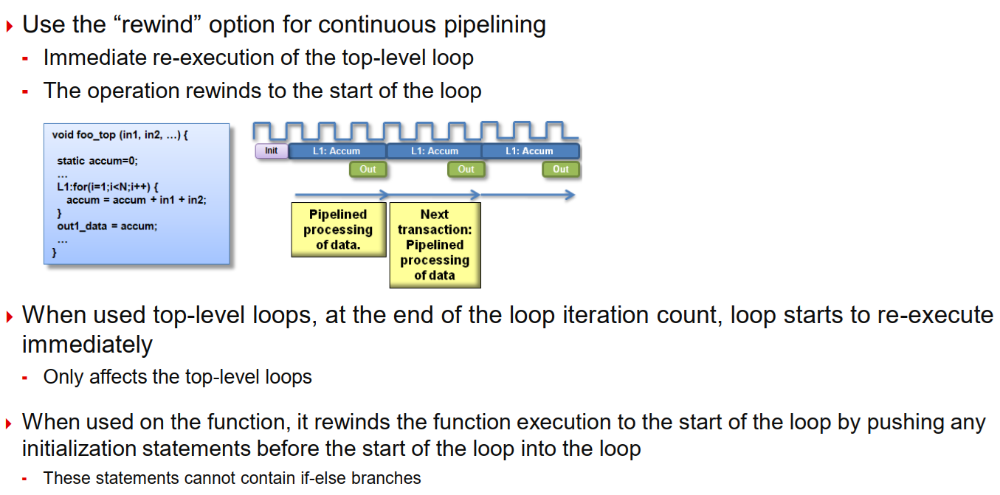 Use the “rewind” option for continuous pipelining
- Immediate re-execution of the top-level loop
- The operation rewinds to the start of the loop
void foo_top (in1, in2, …) {
static accum=0;
…
L1:for(i=1;i<N;i++) {
accum = accum + in1 + in2;
}
out1_data = accum;
…
}
Init
L1: Accum
L1: Accum
L1: Accum
Out
Out
Out
Pipelined
processing
of data.
Next
transaction:
Pipelined
processing
of data
When used top-level loops, at the end of the loop iteration count, loop starts to re-execute
immediately
- Only affects the top-level loops
When used on the function, it rewinds the function execution to the start of the loop by pushing any
initialization statements before the start of the loop into the loop
- These statements cannot contain if-else branches